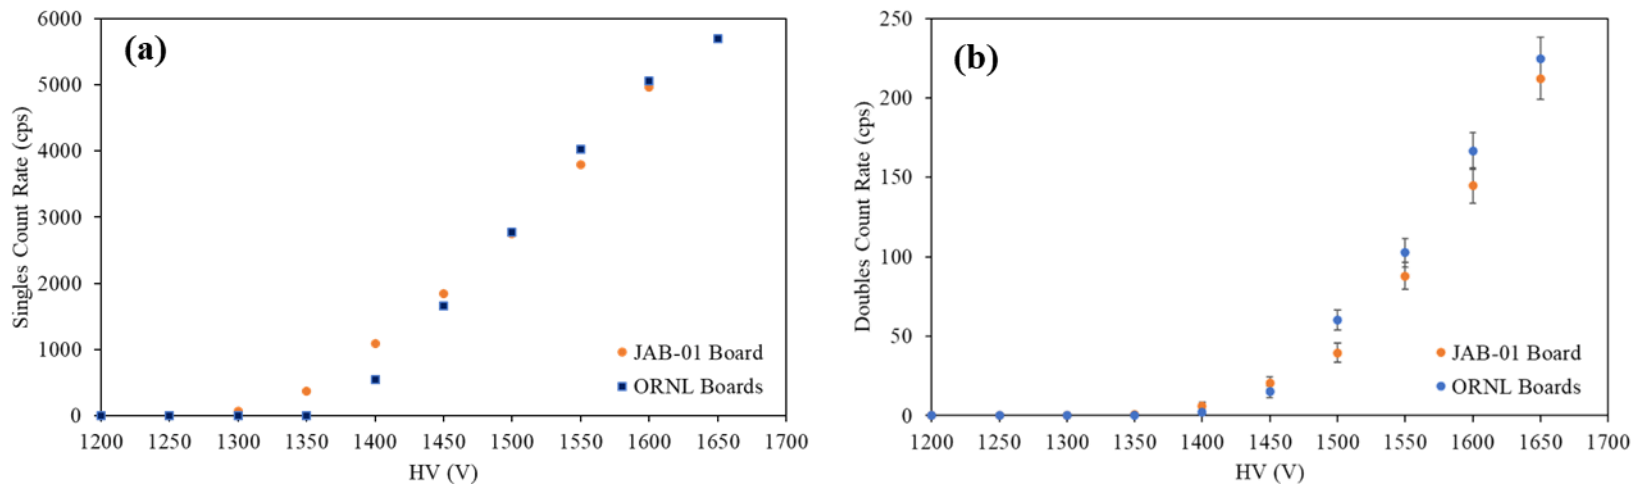 (a)
Singles Count Rate (cps)
6000
5000
4000
3000
2000
1000
0
1200 1250 1300 1350 1400 1450 1500 1550 1600 1650 1700
HV (V)
JAB-01 Board
ORNL Boards
(b)
Doubles Count Rate (cps)
250
200
150
100
50
0
1200 1250 1300 1350 1400 1450 1500 1550 1600 1650 1700
HV (V)
JAB-01 Board
ORNL Boards